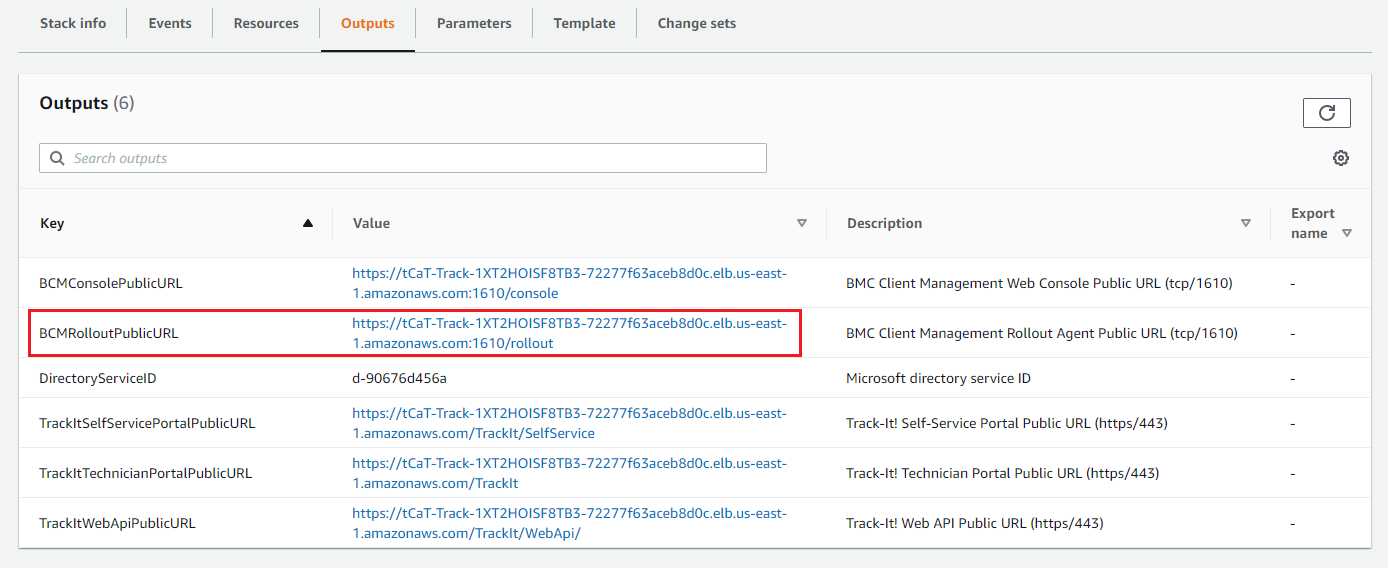 Stack info Events Resources Outputs Parameters Template Change sets
Outputs (6)
Search outputs
Key Value Description Export name
BCMConsolePublicURL https://tCaT-Track-1XT2HOISF8TB3-72277f63aceb8d0c.elb.us-east- BMC Client Management Web Console Public URL (tcp/1610) -
1.amazonaws.com:1610/console
BCMRolloutPublicURL https://tCaT-Track-1XT2HOISF8TB3-72277f63aceb8d0c.elb.us-east- BMC Client Management Rollout Agent Public URL (tcp/1610) -
1.amazonaws.com:1610/rollout
DirectoryServiceID d-90676d456a Microsoft directory service ID -
TrackItSelfServicePortalPublicURL https://tCaT-Track-1XT2HOISF8TB3-72277f63aceb8d0c.elb.us-east- Track-It! Self-Service Portal Public URL (https/443) -
1.amazonaws.com/TrackIt/SelfService
TrackItTechnicianPortalPublicURL https://tCaT-Track-1XT2HOISF8TB3-72277f63aceb8d0c.elb.us-east- Track-It! Technician Portal Public URL (https/443) -
1.amazonaws.com/TrackIt
TrackItWebApiPublicURL https://tCaT-Track-1XT2HOISF8TB3-72277f63aceb8d0c.elb.us-east- Track-It! Web API Public URL (https/443) -
1.amazonaws.com/TrackIt/WebApi/